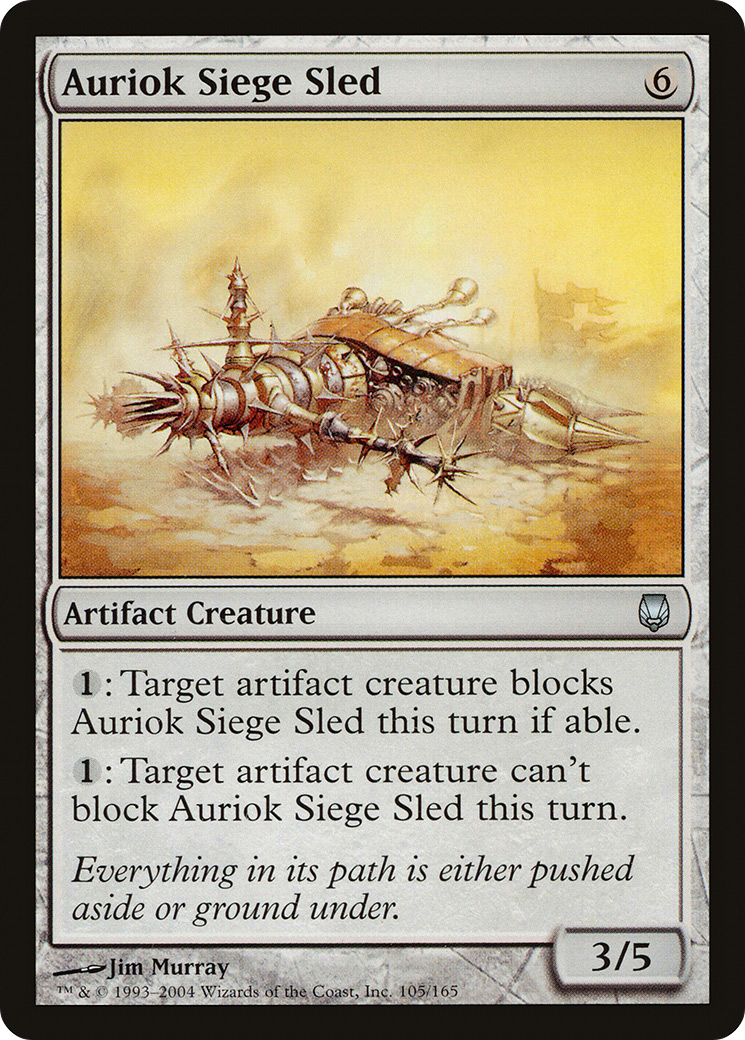 Auriok Siege Sled 6
Artifact Creature
1: Target artifact creature blocks
Auriok Siege Sled this turn if able.
1: Target artifact creature can't
block Auriok Siege Sled this turn.
Everything in its path is either pushed
aside or ground under.
3/5
Jim Murray
™ & © 1993–2004 Wizards of the Coast, Inc. 105/165